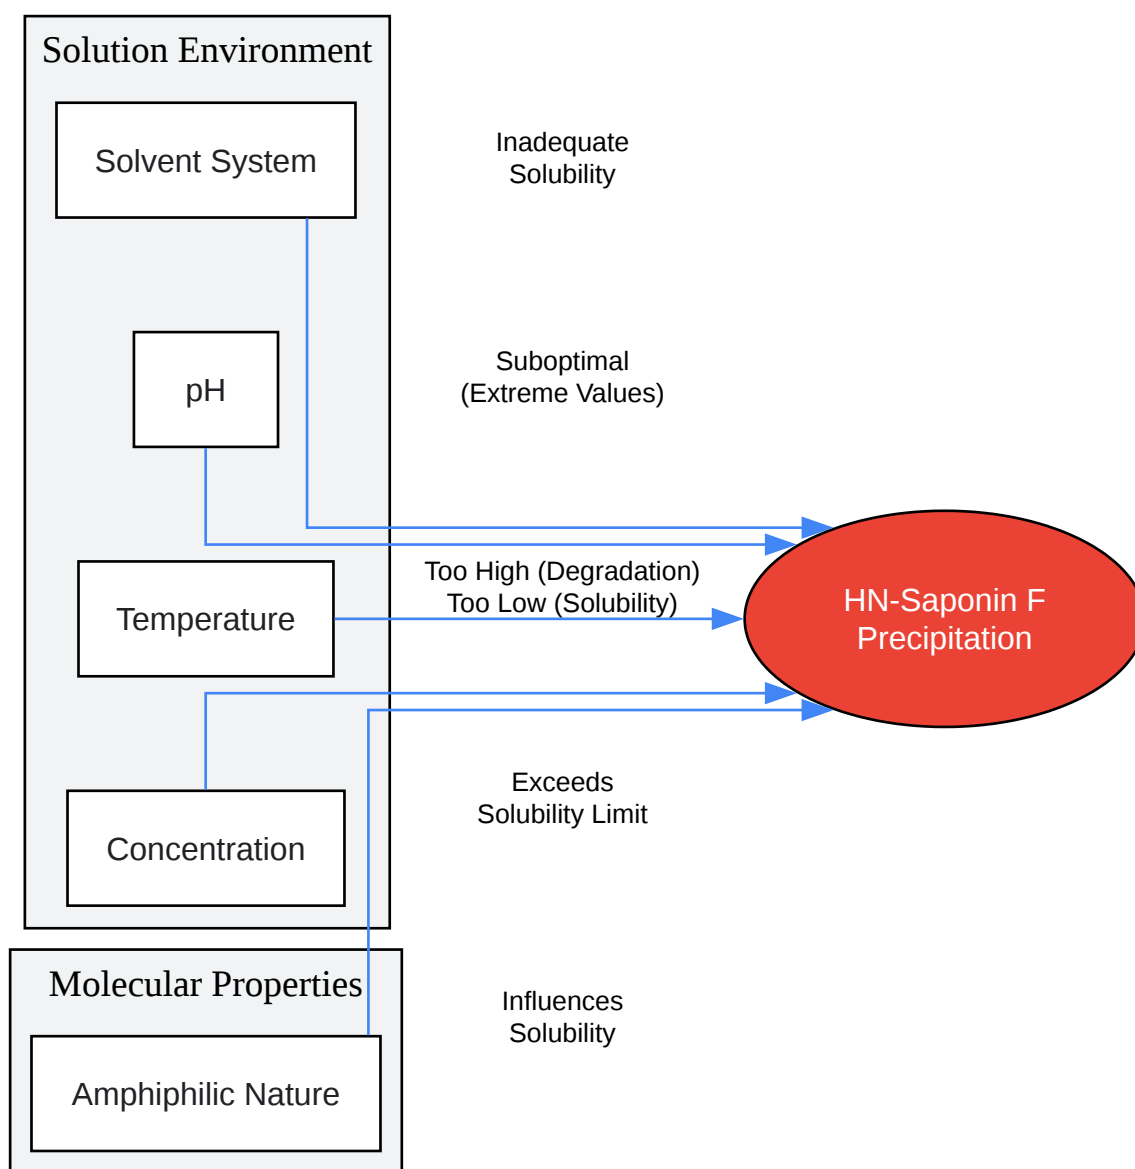 Solution Environment
Solvent System
Inadequate
Solubility
pH
Suboptimal
(Extreme Values)
Temperature
Too High (Degradation)
Too Low (Solubility)
HN-Saponin F
Precipitation
Concentration
Exceeds
Solubility Limit
Molecular Properties
Amphiphilic Nature
Influences
Solubility